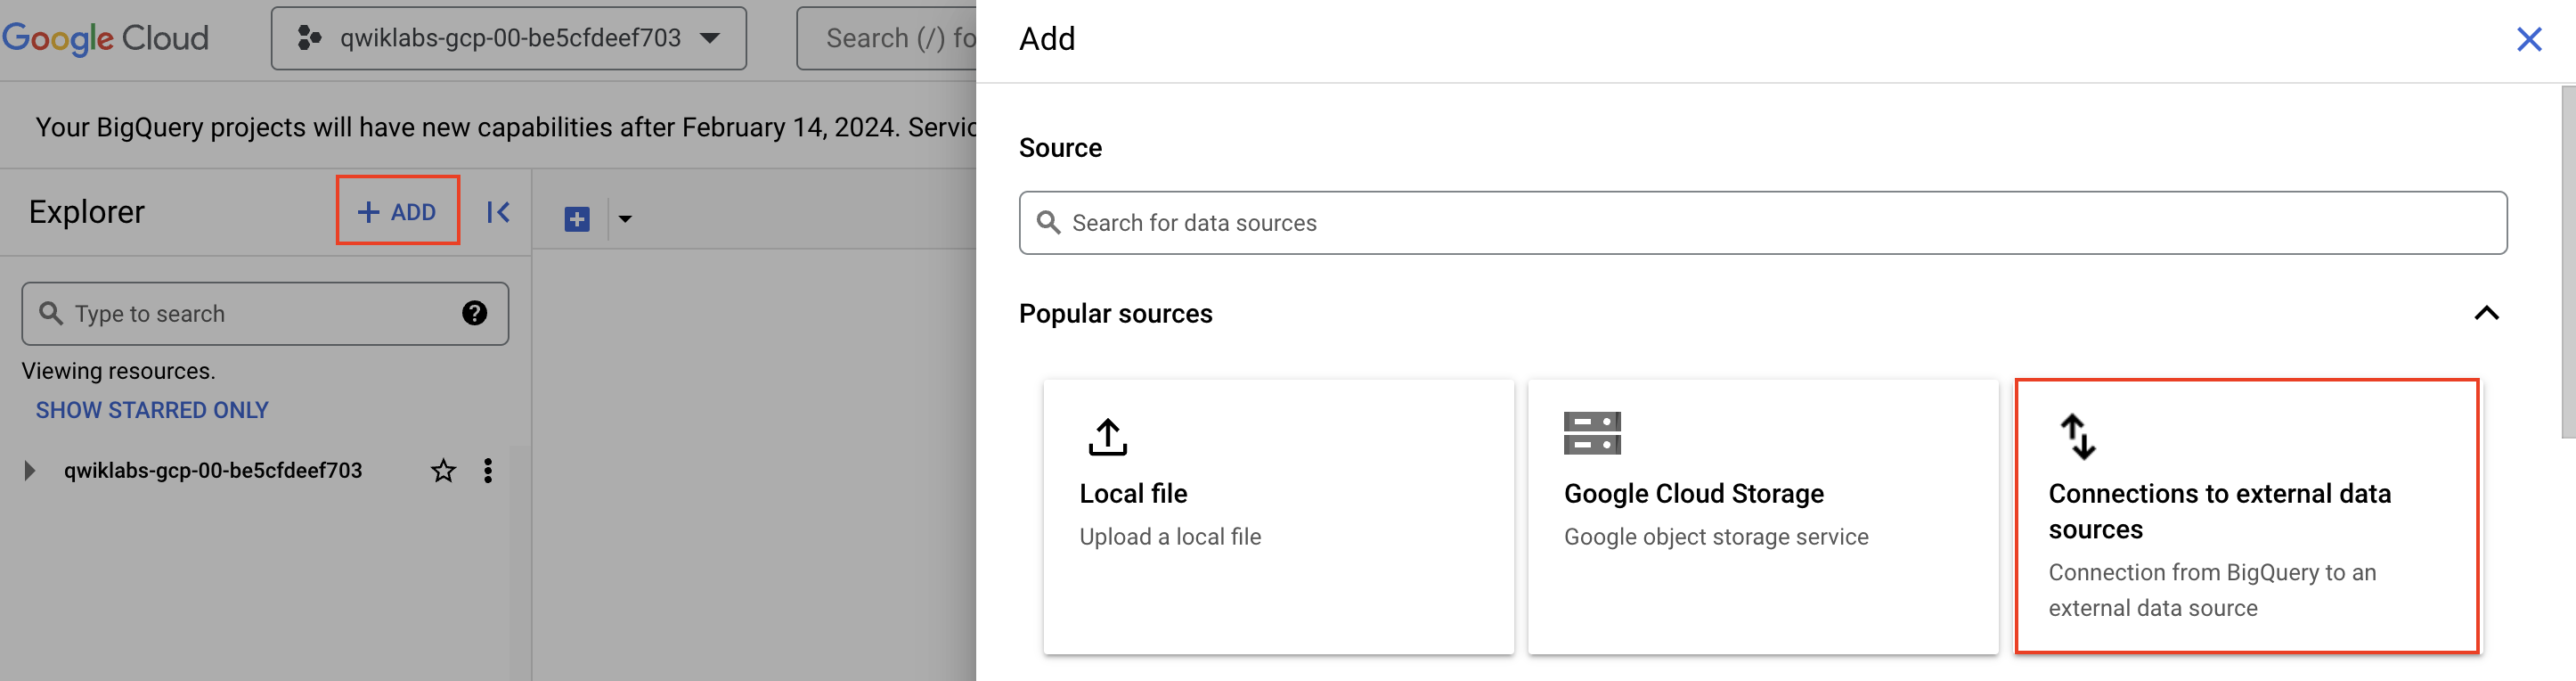 Google Cloud
qwiklabs-gcp-00-be5cfdeef703
Search (/) fo
Your BigQuery projects will have new capabilities after February 14, 2024. Servic
Explorer
+ ADD
Type to search
Viewing resources.
SHOW STARRED ONLY
qwiklabs-gcp-00-be5cfdeef703
Add
Source
Search for data sources
Popular sources
Local file
Upload a local file
Google Cloud Storage
Google object storage service
Connections to external data
sources
Connection from BigQuery to an
external data source